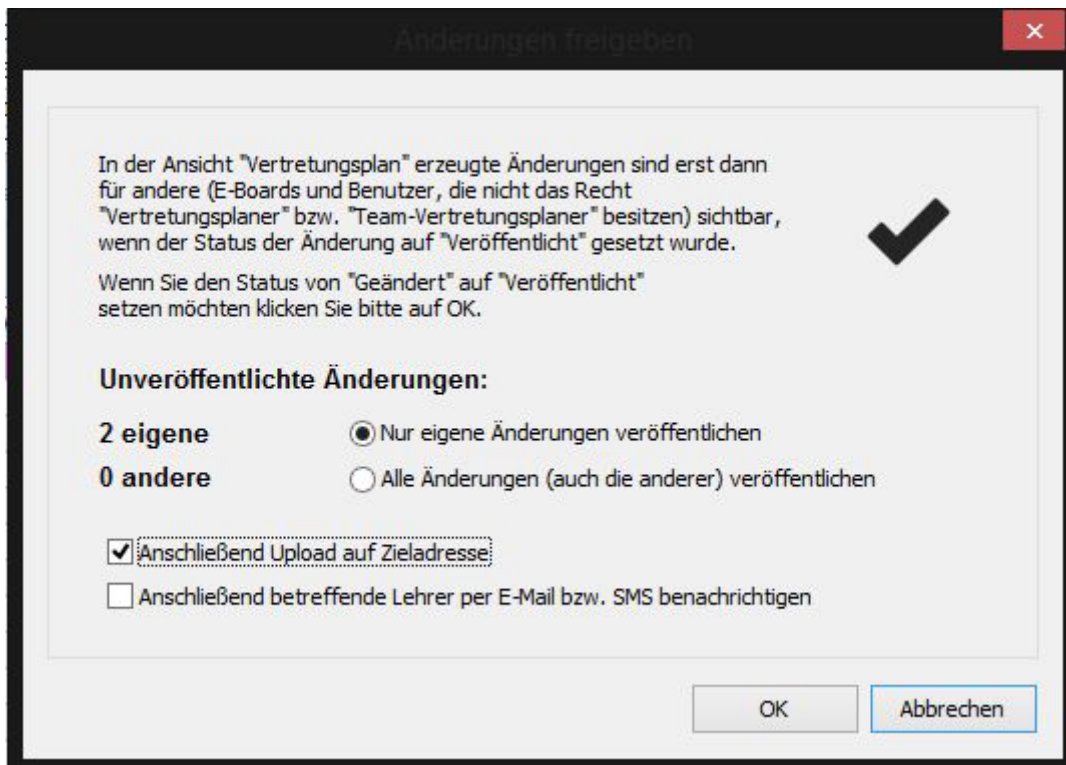 Änderungen freigeben
In der Ansicht "Vertretungsplan" erzeugte Änderungen sind erst dann
für andere (E-Boards und Benutzer, die nicht das Recht
"Vertretungsplaner" bzw. "Team-Vertretungsplaner" besitzen) sichtbar,
wenn der Status der Änderung auf "Veröffentlicht" gesetzt wurde.
Wenn Sie den Status von "Geändert" auf "Veröffentlicht"
setzen möchten klicken Sie bitte auf OK.
Unveröffentlichte Änderungen:
2 eigene Nur eigene Änderungen veröffentlichen
0 andere Alle Änderungen (auch die anderer) veröffentlichen
Anschließend Upload auf Zieladresse
Anschließend betreffende Lehrer per E-Mail bzw. SMS benachrichtigen
OK Abbrechen